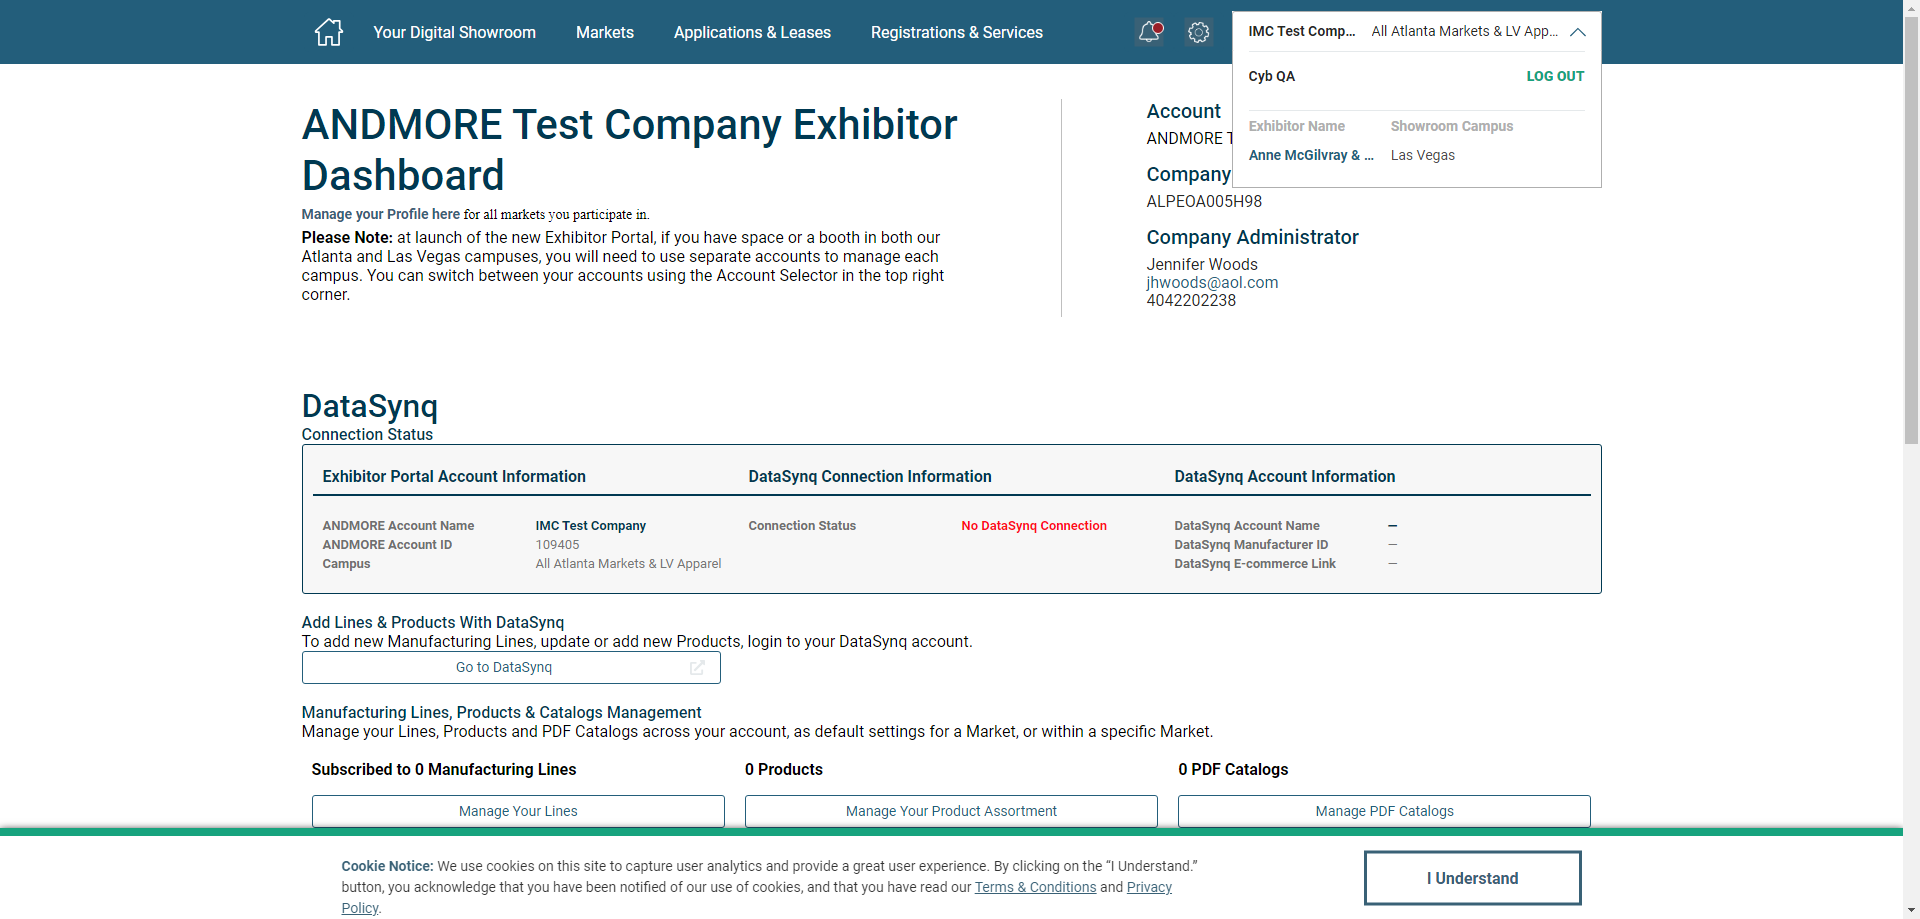 Your Digital Showroom
Markets
Applications & Leases
Registrations & Services
IMC Test Comp...
All Atlanta Markets & LV App...
Cyb QA
LOG OUT
Exhibitor Name
Showroom Campus
Anne McGilvray & ...
Las Vegas
ANDMORE Test Company Exhibitor
Dashboard
Manage your Profile here for all markets you participate in.
Please Note: at launch of the new Exhibitor Portal, if you have space or a booth in both our
Atlanta and Las Vegas campuses, you will need to use separate accounts to manage each
campus. You can switch between your accounts using the Account Selector in the top right
corner.
Account
ANDMORE T
Company
ALPEOA005H98
Company Administrator
Jennifer Woods
jhwoods@aol.com
4042202238
DataSynq
Connection Status
Exhibitor Portal Account Information
DataSynq Connection Information
DataSynq Account Information
ANDMORE Account Name
IMC Test Company
Connection Status
No DataSynq Connection
DataSynq Account Name
—
ANDMORE Account ID
109405
DataSynq Manufacturer ID
—
Campus
All Atlanta Markets & LV Apparel
DataSynq E-commerce Link
—
Add Lines & Products With DataSynq
To add new Manufacturing Lines, update or add new Products, login to your DataSynq account.
Go to DataSynq
Manufacturing Lines, Products & Catalogs Management
Manage your Lines, Products and PDF Catalogs across your account, as default settings for a Market, or within a specific Market.
Subscribed to 0 Manufacturing Lines
0 Products
0 PDF Catalogs
Manage Your Lines
Manage Your Product Assortment
Manage PDF Catalogs
Cookie Notice: We use cookies on this site to capture user analytics and provide a great user experience. By clicking on the “I Understand.”
button, you acknowledge that you have been notified of our use of cookies, and that you have read our Terms & Conditions and Privacy
Policy.
I Understand